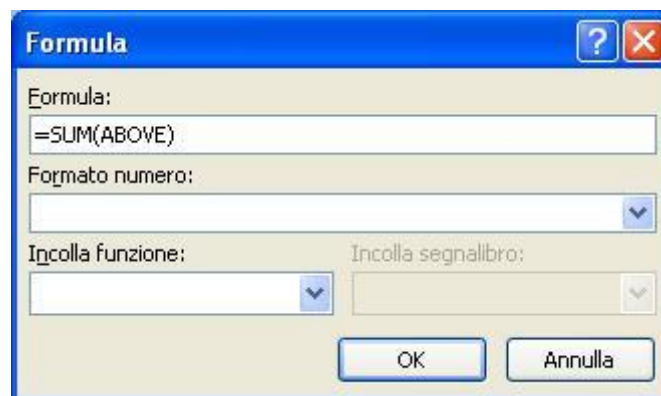 Formula
Formula:
=SUM(ABOVE)
Formato numero:
Incolla funzione: Incolla segnalibro:
OK Annulla